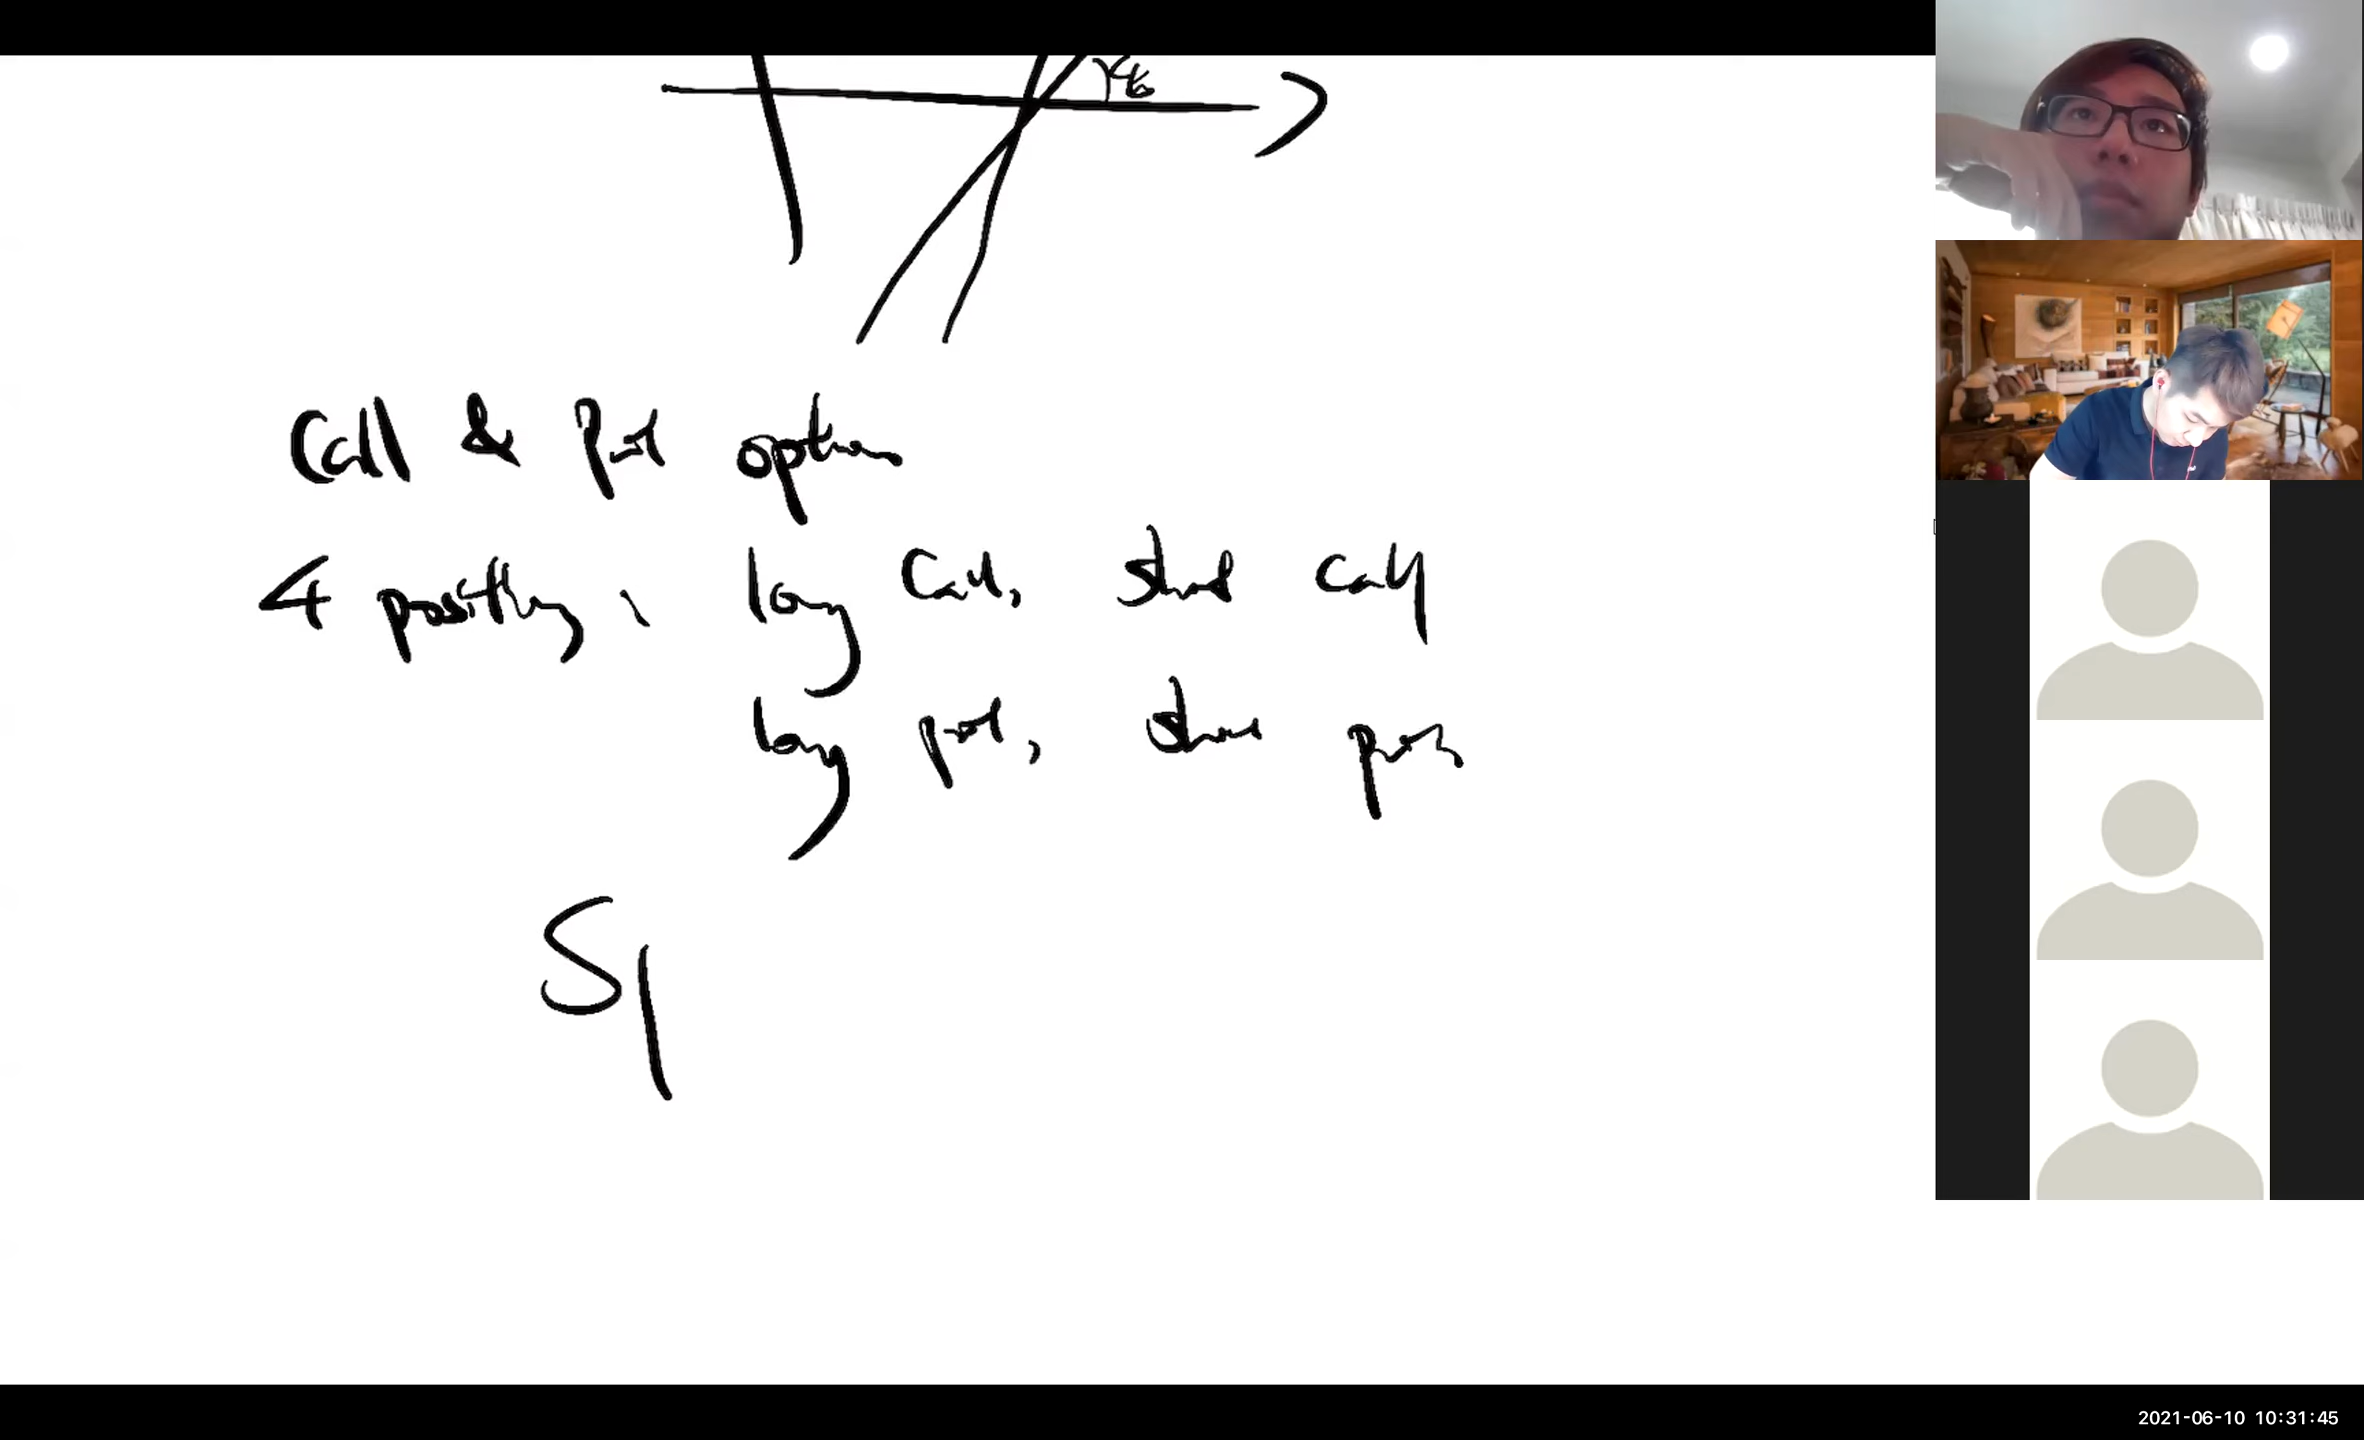 Call & Put option
4 positions : long Call, short call
long put, short put
Sp
2021-06-10 10:31:45